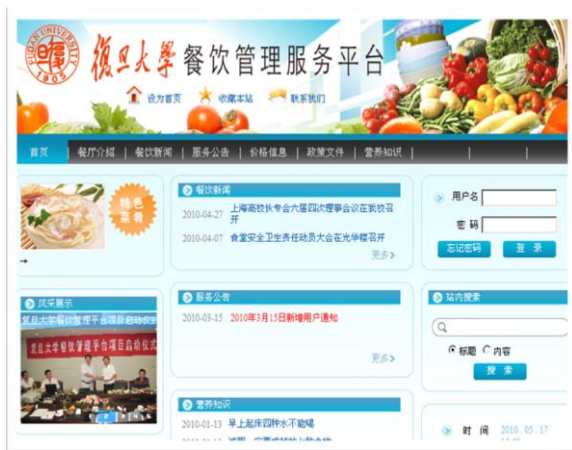 FUDAN UNIVERSITY
1905
復旦大學 餐饮管理服务平台
设为首页 收藏本站 联系我们
首页 | 餐厅介绍 | 餐饮新闻 | 服务公告 | 价格信息 | 政策文件 | 营养知识 |
特色
菜肴
餐饮新闻
2010-04-27 上海高校伙专会六届四次理事会议在我校召
开
2010-04-07 食堂安全卫生责任动员大会在光华楼召开
更多>
用户名
密 码
忘记密码 登 录
风采展示
复旦大学餐饮管理平台项目启动仪式
1 2 3 4 5
服务公告
2010-03-15 2010年3月15日新增用户通知
更多>
站内搜索
标题 内容
搜 索
营养知识
2010-01-13 早上起床四种水不能喝
时 间 2010.05.17